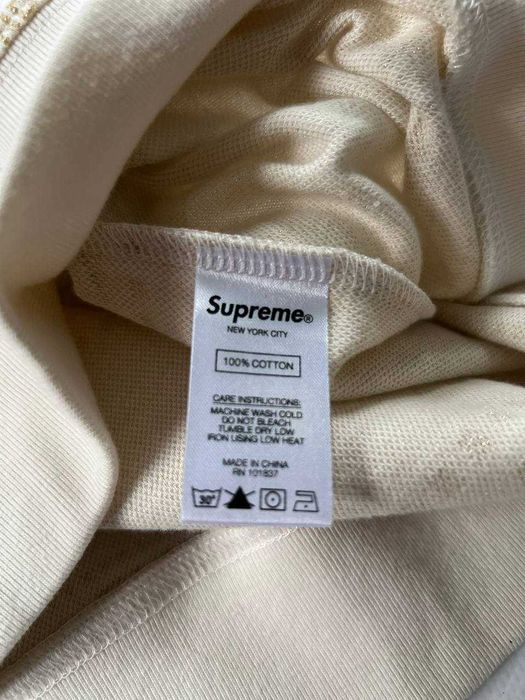 Supreme®
NEW YORK CITY
100% COTTON
CARE INSTRUCTIONS:
MACHINE WASH COLD
DO NOT BLEACH
TUMBLE DRY LOW
IRON USING LOW HEAT
MADE IN CHINA
RN 101837
30°